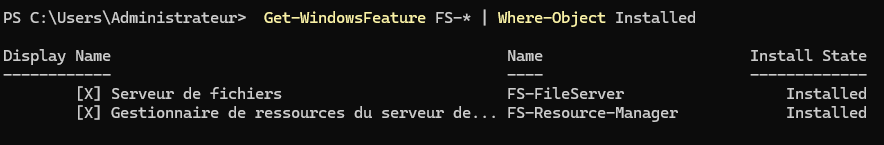 PS C:\Users\Administrateur>  Get-WindowsFeature FS-* | Where-Object Installed
Display Name                                            Name                       Install State
------------                                            ----                       -------------
        [X] Serveur de fichiers                         FS-FileServer                  Installed
        [X] Gestionnaire de ressources du serveur de... FS-Resource-Manager            Installed